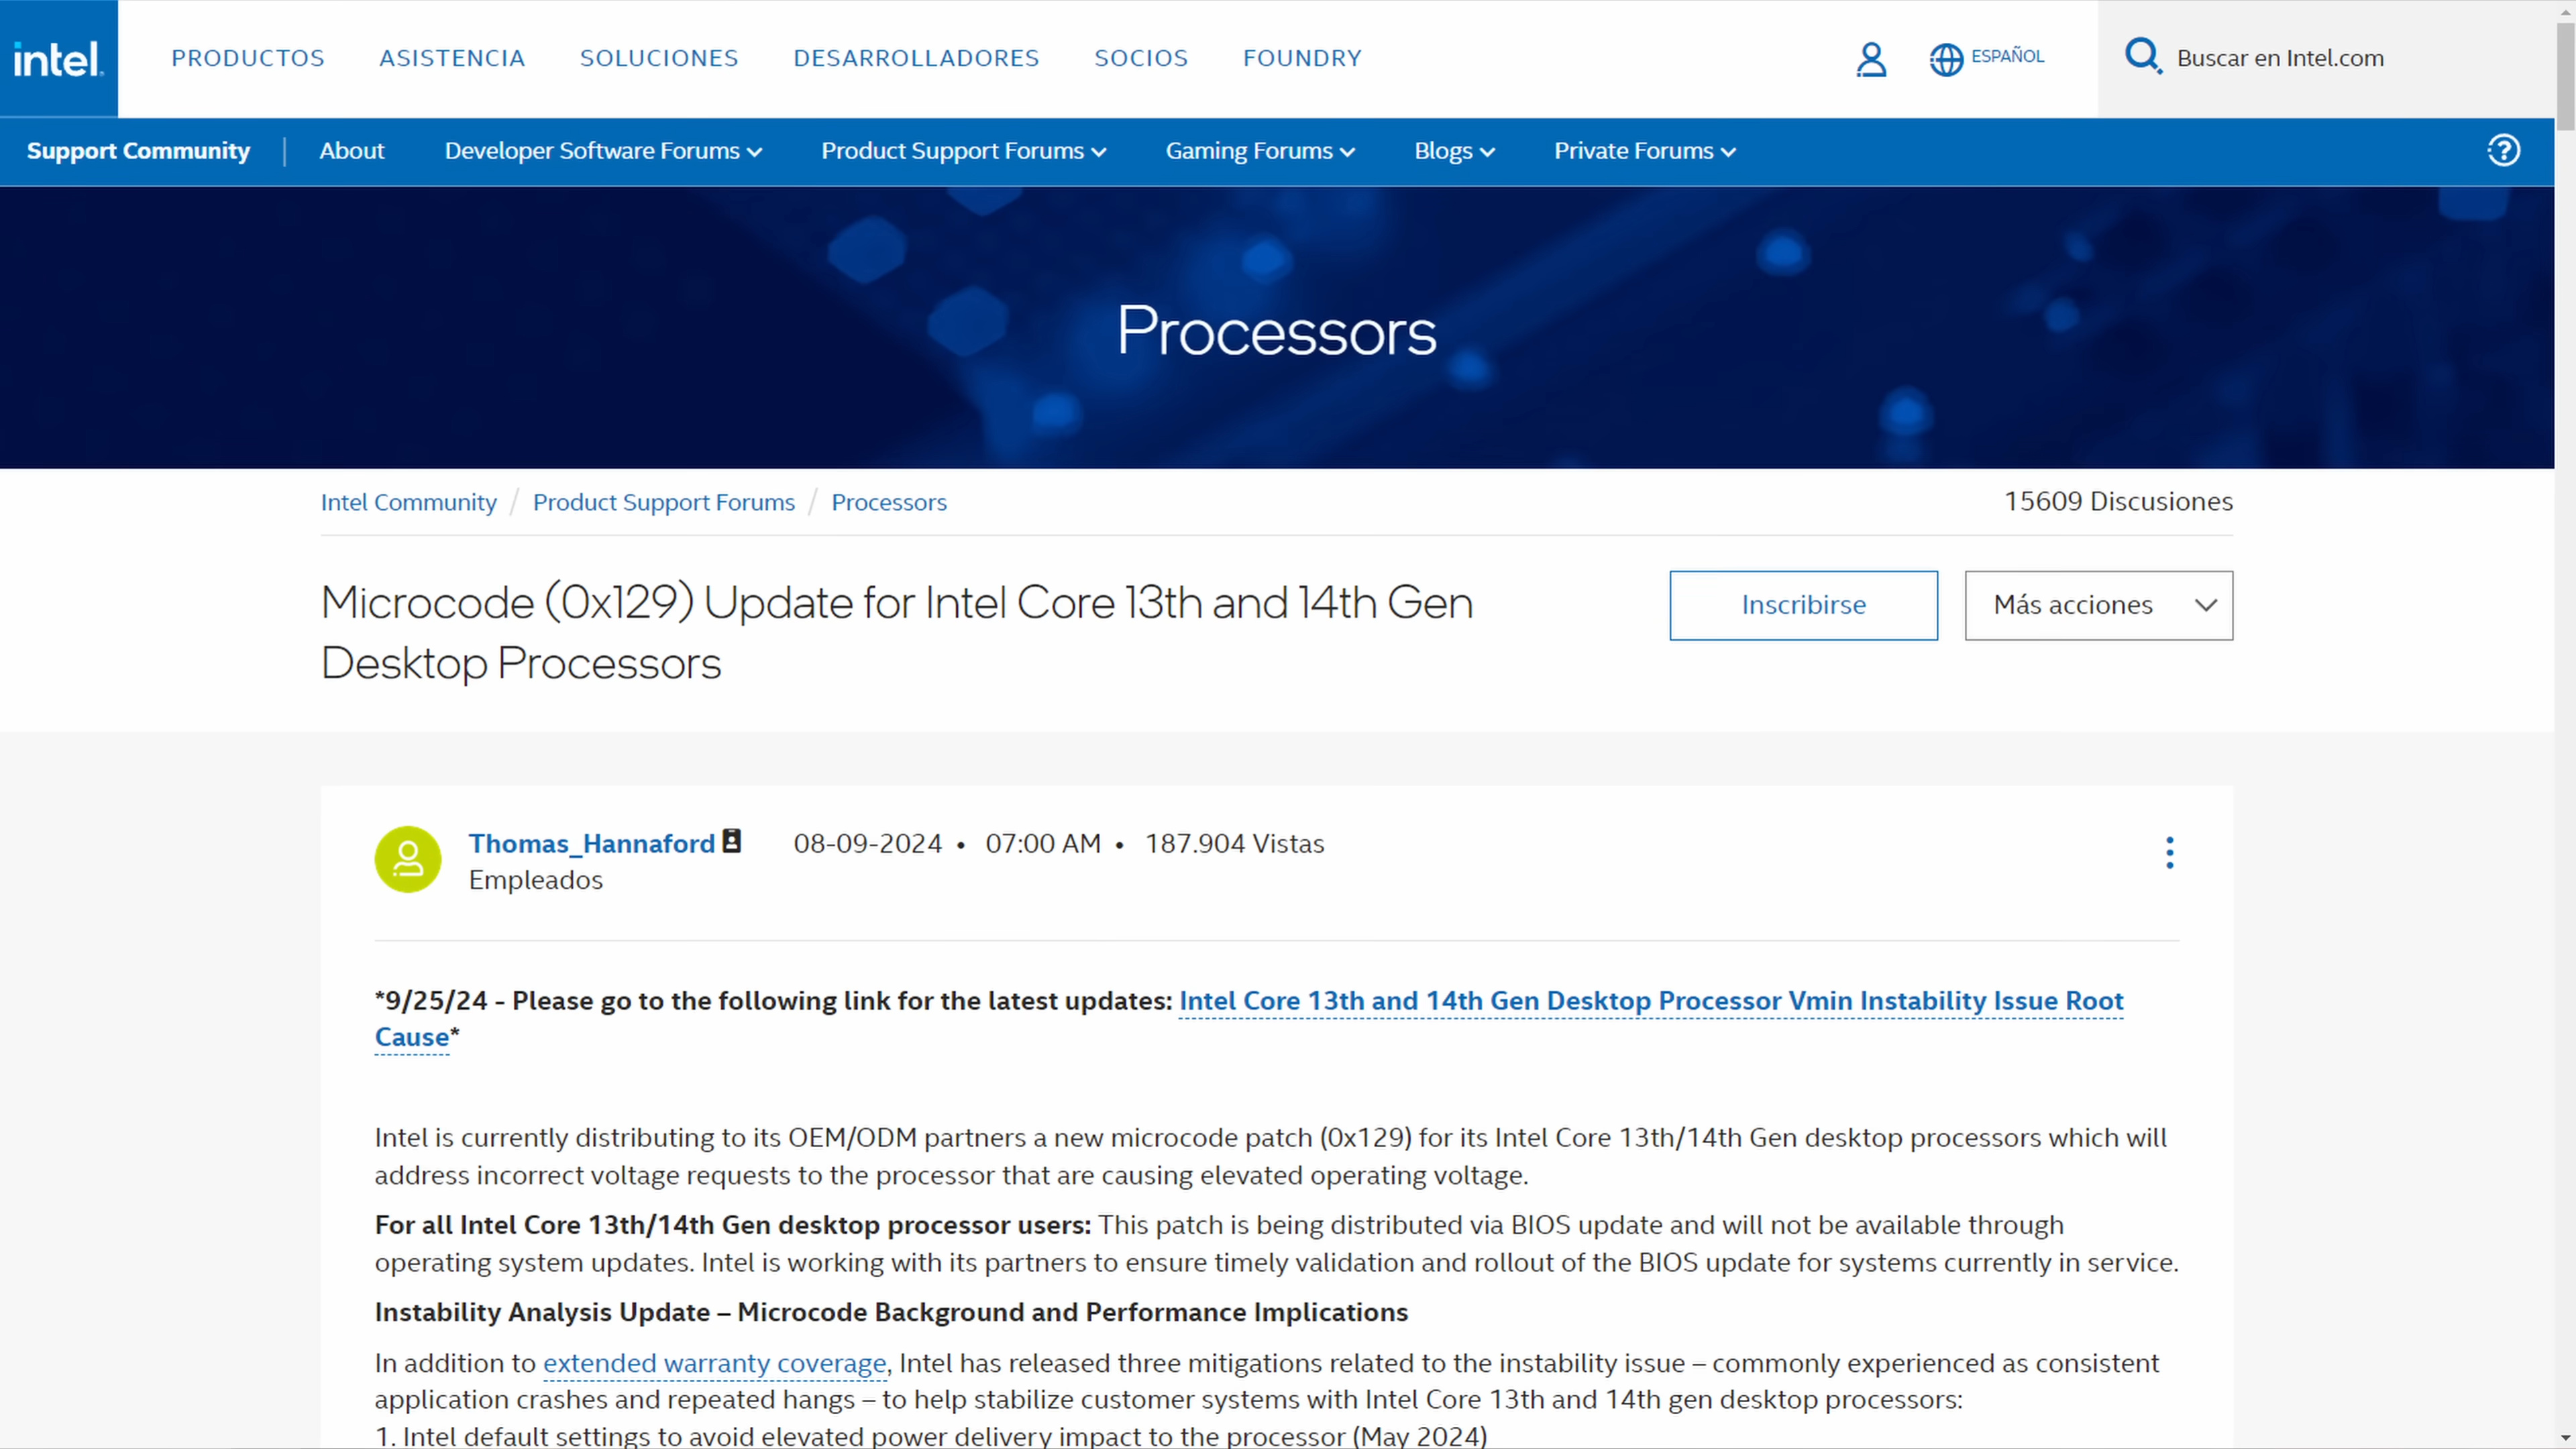 intel. PRODUCTOS ASISTENCIA SOLUCIONES DESARROLLADORES SOCIOS FOUNDRY ESPAÑOL Buscar en Intel.com
Support Community About Developer Software Forums Product Support Forums Gaming Forums Blogs Private Forums ?
Processors
Intel Community / Product Support Forums / Processors 15609 Discusiones
Microcode (0x129) Update for Intel Core 13th and 14th Gen
Desktop Processors
Inscribirse Más acciones
Thomas_Hannaford 08-09-2024 • 07:00 AM • 187.904 Vistas
Empleados
*9/25/24 - Please go to the following link for the latest updates: Intel Core 13th and 14th Gen Desktop Processor Vmin Instability Issue Root
Cause*
Intel is currently distributing to its OEM/ODM partners a new microcode patch (0x129) for its Intel Core 13th/14th Gen desktop processors which will
address incorrect voltage requests to the processor that are causing elevated operating voltage.
For all Intel Core 13th/14th Gen desktop processor users: This patch is being distributed via BIOS update and will not be available through
operating system updates. Intel is working with its partners to ensure timely validation and rollout of the BIOS update for systems currently in service.
Instability Analysis Update – Microcode Background and Performance Implications
In addition to extended warranty coverage, Intel has released three mitigations related to the instability issue – commonly experienced as consistent
application crashes and repeated hangs – to help stabilize customer systems with Intel Core 13th and 14th gen desktop processors:
1. Intel default settings to avoid elevated power delivery impact to the processor (May 2024)